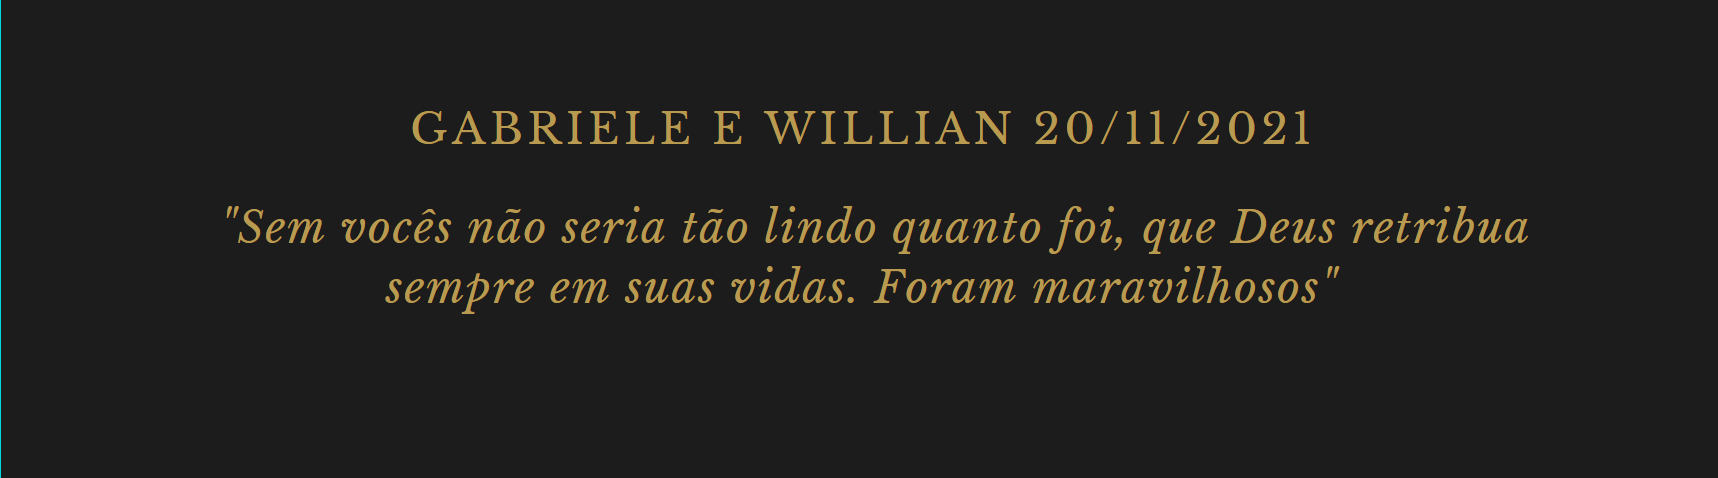 GABRIELE E WILLIAN 20/11/2021
"Sem vocês não seria tão lindo quanto foi, que Deus retribua
sempre em suas vidas. Foram maravilhosos"